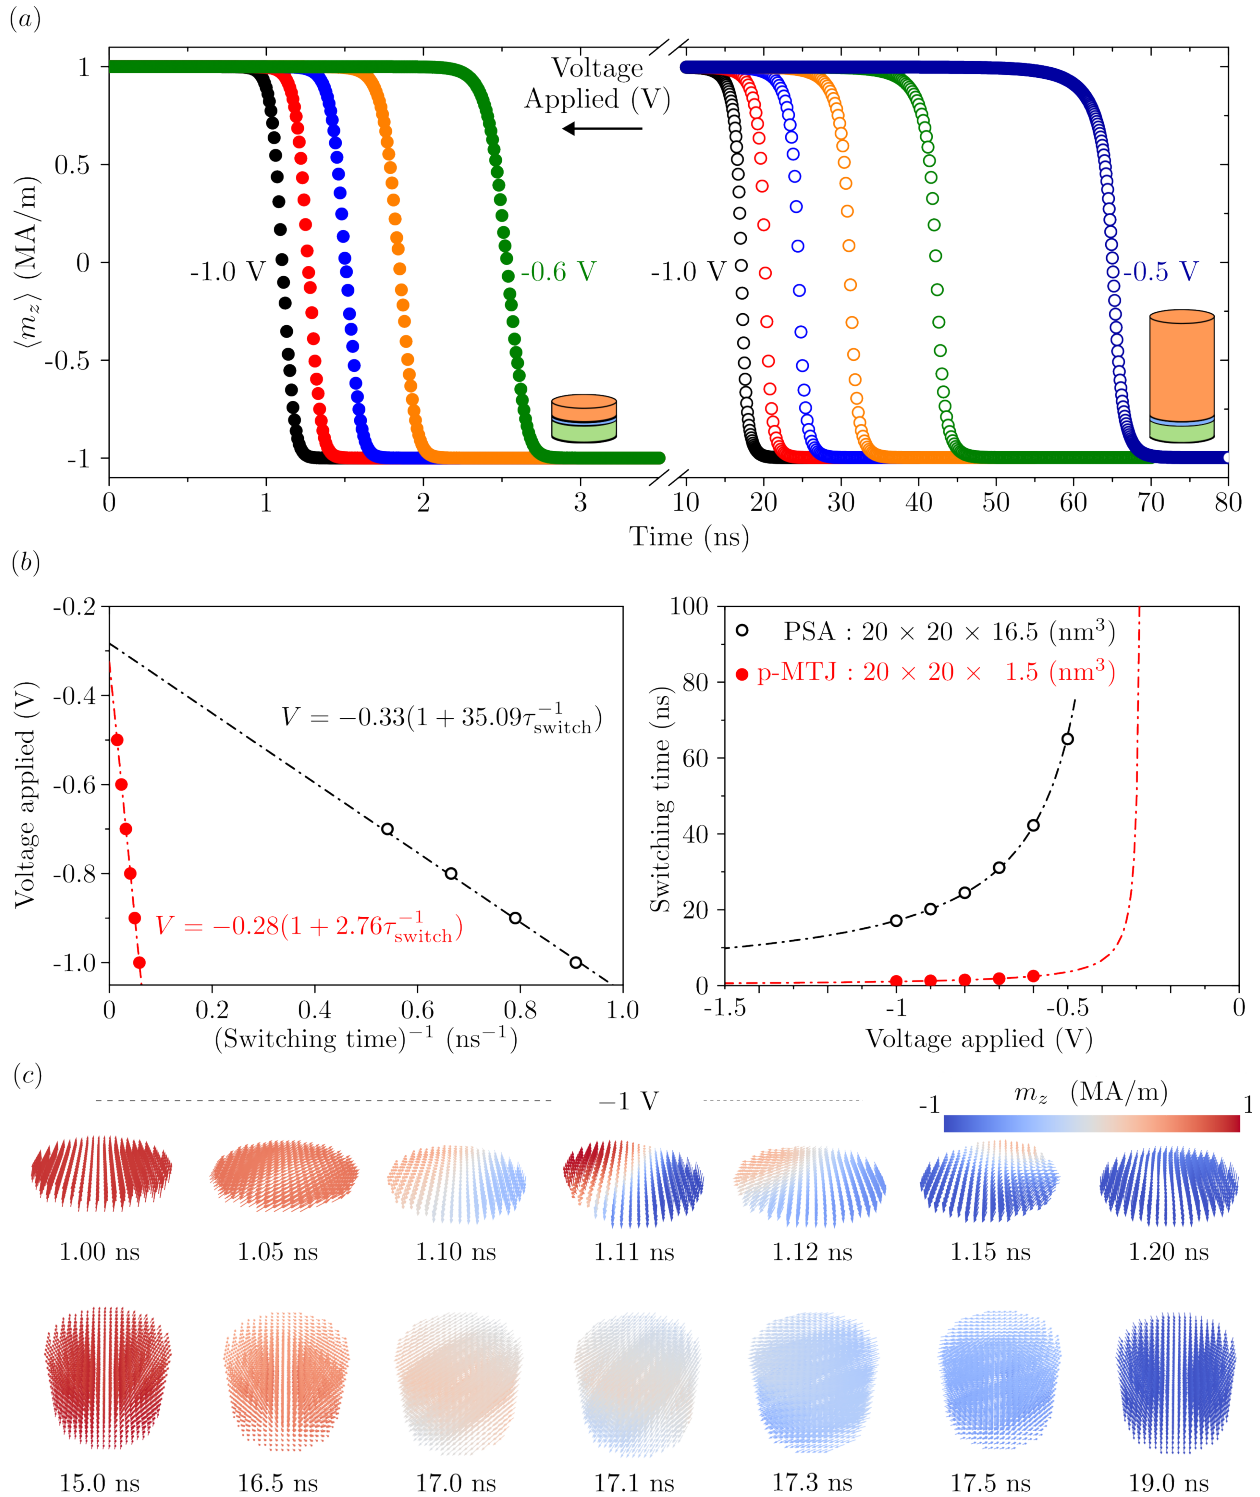 (a)
Voltage
Applied (V)
⟨m_z⟩ (MA/m)
1
0.5
0
-0.5
-1
-1.0 V
-0.6 V
-1.0 V
-0.5 V
0 1 2 3 10 20 30 40 50 60 70 80
Time (ns)
(b)
Voltage applied (V)
-0.2
-0.4
-0.6
-0.8
-1.0
V = −0.33(1 + 35.09τ_switch^−1)
V = −0.28(1 + 2.76τ_switch^−1)
0 0.2 0.4 0.6 0.8 1.0
(Switching time)^−1 (ns^−1)
Switching time (ns)
100
80
60
40
20
0
PSA : 20 × 20 × 16.5 (nm³)
p-MTJ : 20 × 20 × 1.5 (nm³)
-1.5 -1 -0.5 0
Voltage applied (V)
(c)
−1 V
m_z (MA/m)
-1 1
1.00 ns 1.05 ns 1.10 ns 1.11 ns 1.12 ns 1.15 ns 1.20 ns
15.0 ns 16.5 ns 17.0 ns 17.1 ns 17.3 ns 17.5 ns 19.0 ns